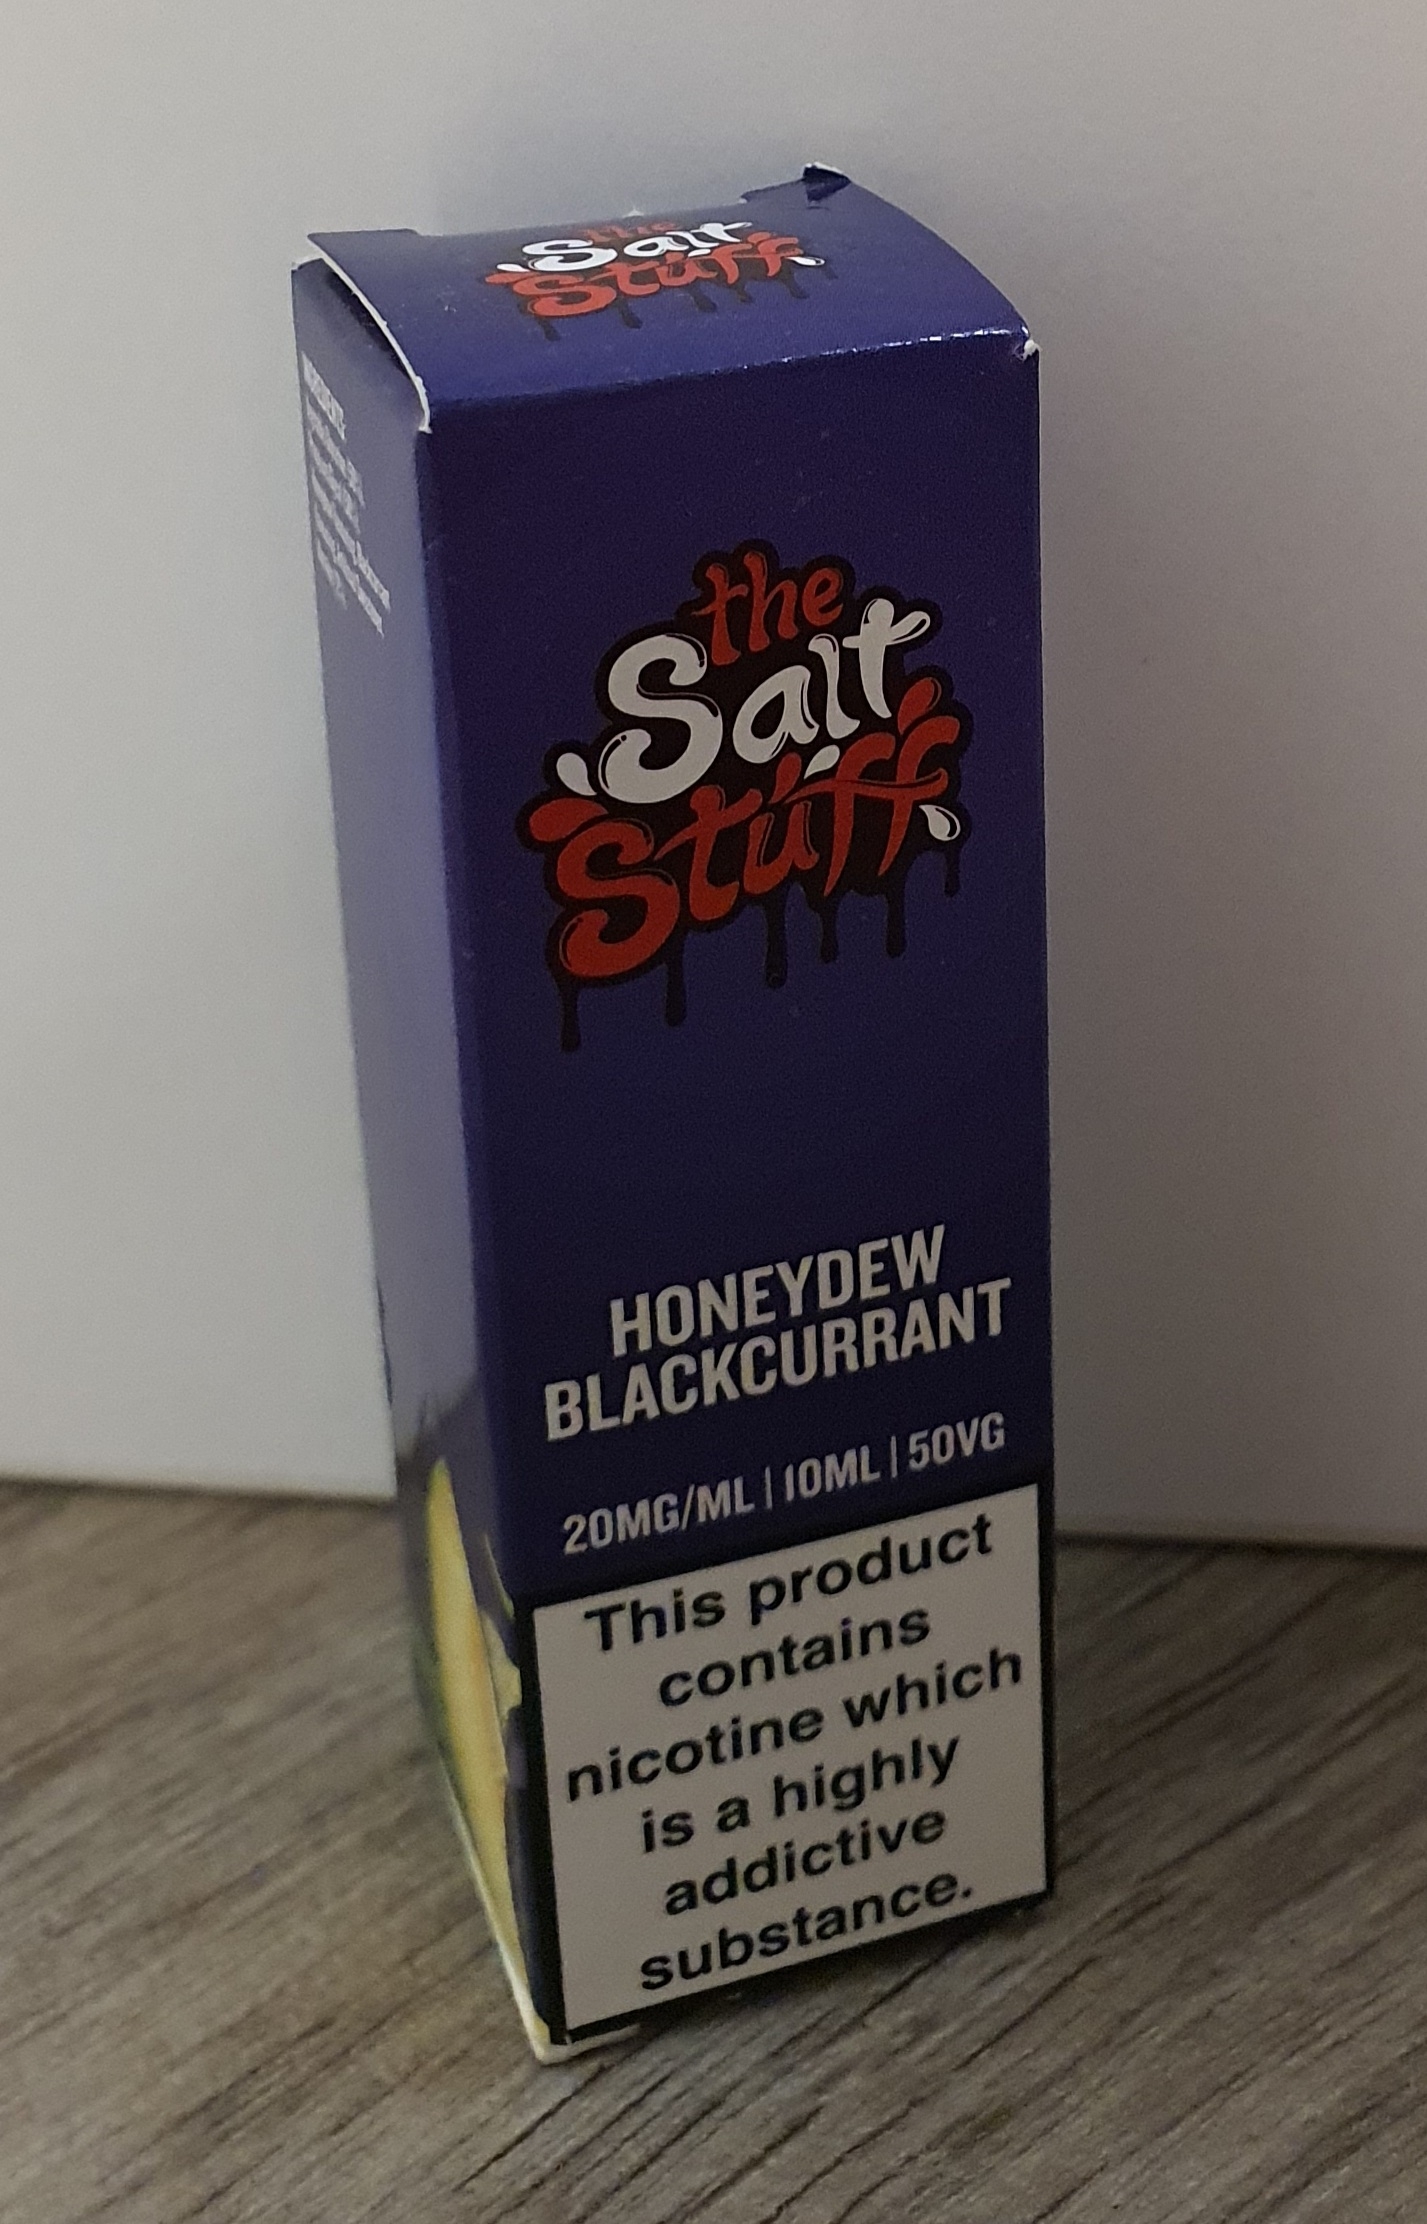 the
Salt
Stuff
the
Salt
Stuff
HONEYDEW
BLACKCURRANT
20MG/ML | 10ML | 50VG
This product
contains
nicotine which
is a highly
addictive
substance.
INGREDIENTS: